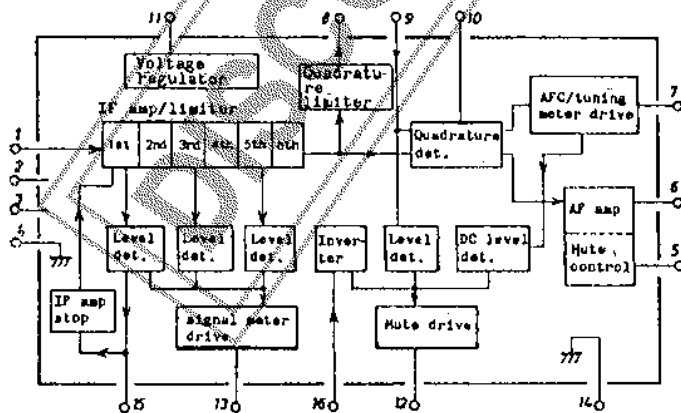 11
8
9
10
Voltage
regulator
Quadratu-
re
limiter
IF amp/limiter
1st 2nd 3rd 4th 5th 6th
Quadrature
det.
AFC/tuning
meter drive
7
1
2
3
4
6
5
Level
det.
Level
det.
Level
det.
Inver-
ter
Level
det.
DC level
det.
AF amp
Mute
control
IF amp
stop
signal meter
drive
Mute drive
15
13
16
12
14
DISC